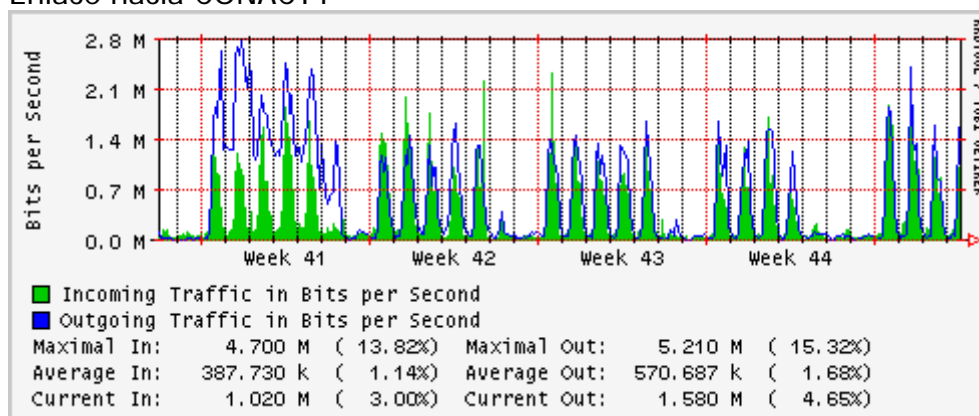 Enlace hacia CONACYT
Bits per Second
2.8 M
2.1 M
1.4 M
0.7 M
0.0 M
Week 41 Week 42 Week 43 Week 44
Incoming Traffic in Bits per Second
Outgoing Traffic in Bits per Second
Maximal In: 4.700 M ( 13.82%) Maximal Out: 5.210 M ( 15.32%)
Average In: 387.730 k ( 1.14%) Average Out: 570.687 k ( 1.68%)
Current In: 1.020 M ( 3.00%) Current Out: 1.580 M ( 4.65%)